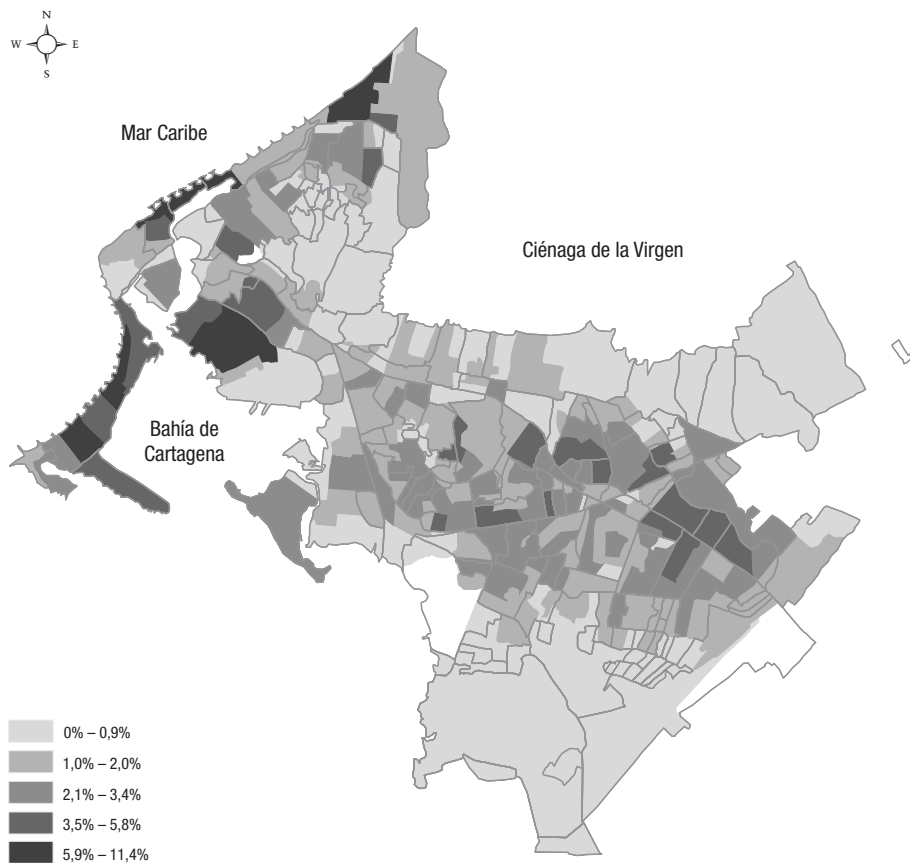 N
W E
S
Mar Caribe
Ciénaga de la Virgen
Bahía de
Cartagena
0% – 0,9%
1,0% – 2,0%
2,1% – 3,4%
3,5% – 5,8%
5,9% – 11,4%